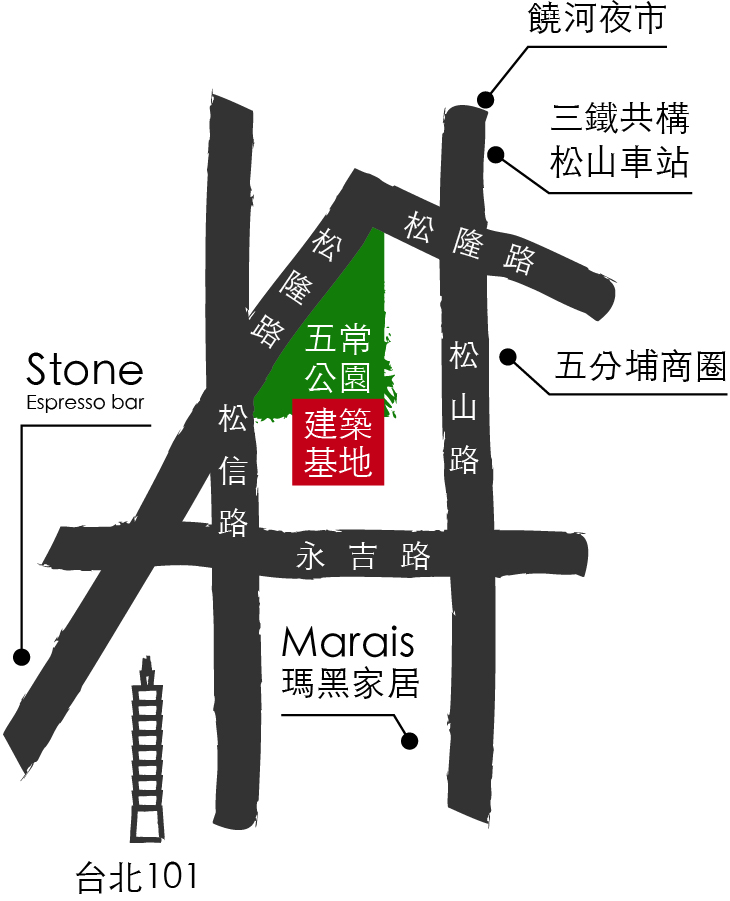 饒河夜市
三鐵共構
松山車站
松隆路
松隆路
五常
公園
松山路
五分埔商圈
Stone
Espresso bar
建築
基地
松信路
永吉路
Marais
瑪黑家居
台北101